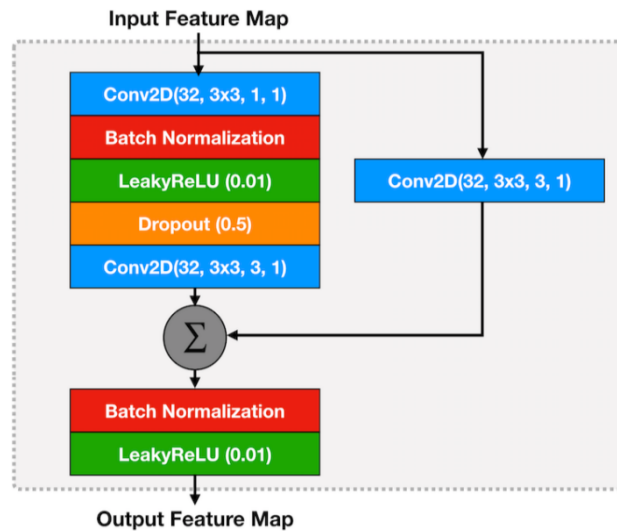 Input Feature Map
Conv2D(32, 3x3, 1, 1)
Batch Normalization
LeakyReLU (0.01)
Dropout (0.5)
Conv2D(32, 3x3, 3, 1)
Conv2D(32, 3x3, 3, 1)
Σ
Batch Normalization
LeakyReLU (0.01)
Output Feature Map